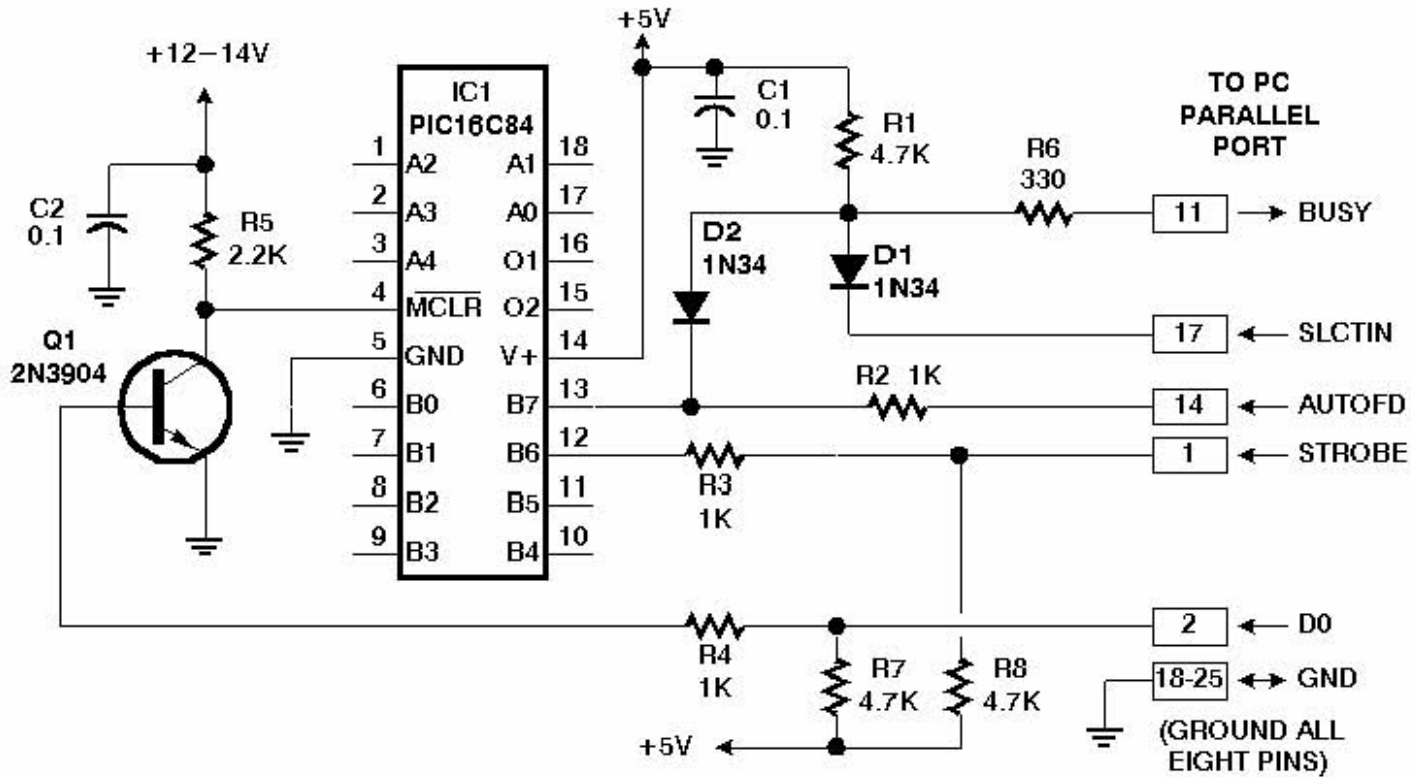 +5V
+12–14V
IC1
PIC16C84
C1
0.1
R1
4.7K
TO PC
PARALLEL
PORT
R6
330
1 A2
A1 18
2 A3
A0 17
3 A4
O1 16
4 MCLR
O2 15
5 GND
V+ 14
6 B0
B7 13
7 B1
B6 12
8 B2
B5 11
9 B3
B4 10
C2
0.1
R5
2.2K
Q1
2N3904
D2
1N34
D1
1N34
11 BUSY
17 SLCTIN
R2 1K
14 AUTOFD
1 STROBE
R3
1K
R4
1K
2 D0
R7
4.7K
R8
4.7K
18-25 GND
+5V
(GROUND ALL
EIGHT PINS)